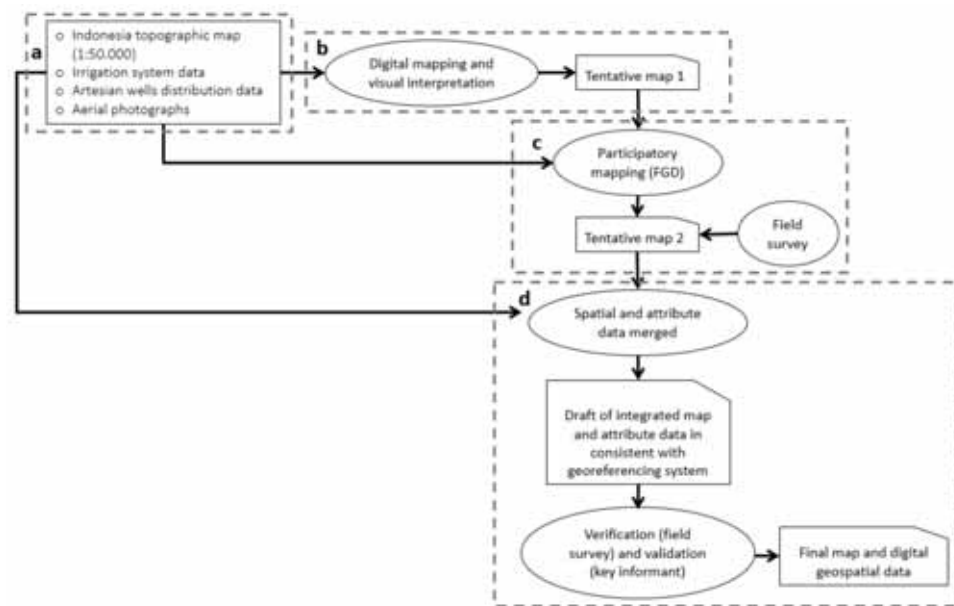 a
○ Indonesia topographic map
(1:50.000)
○ Irrigation system data
○ Artesian wells distribution data
○ Aerial photographs
b
Digital mapping and
visual interpretation
Tentative map 1
c
Participatory
mapping (FGD)
Tentative map 2
Field
survey
d
Spatial and attribute
data merged
Draft of integrated map
and attribute data in
consistent with
georeferencing system
Verification (field
survey) and validation
(key informant)
Final map and digital
geospatial data